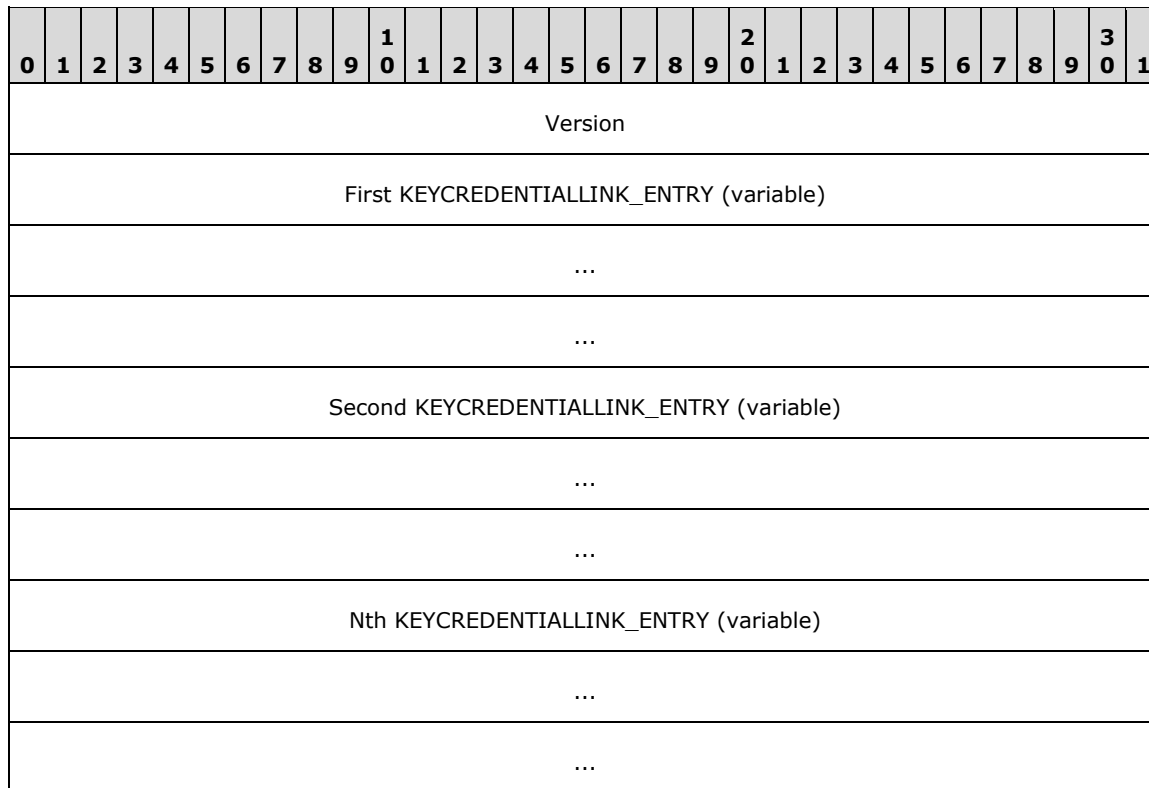 0 1 2 3 4 5 6 7 8 9 1 0 1 2 3 4 5 6 7 8 9 2 0 1 2 3 4 5 6 7 8 9 3 0 1
Version
First KEYCREDENTIALLINK_ENTRY (variable)
...
...
Second KEYCREDENTIALLINK_ENTRY (variable)
...
...
Nth KEYCREDENTIALLINK_ENTRY (variable)
...
...